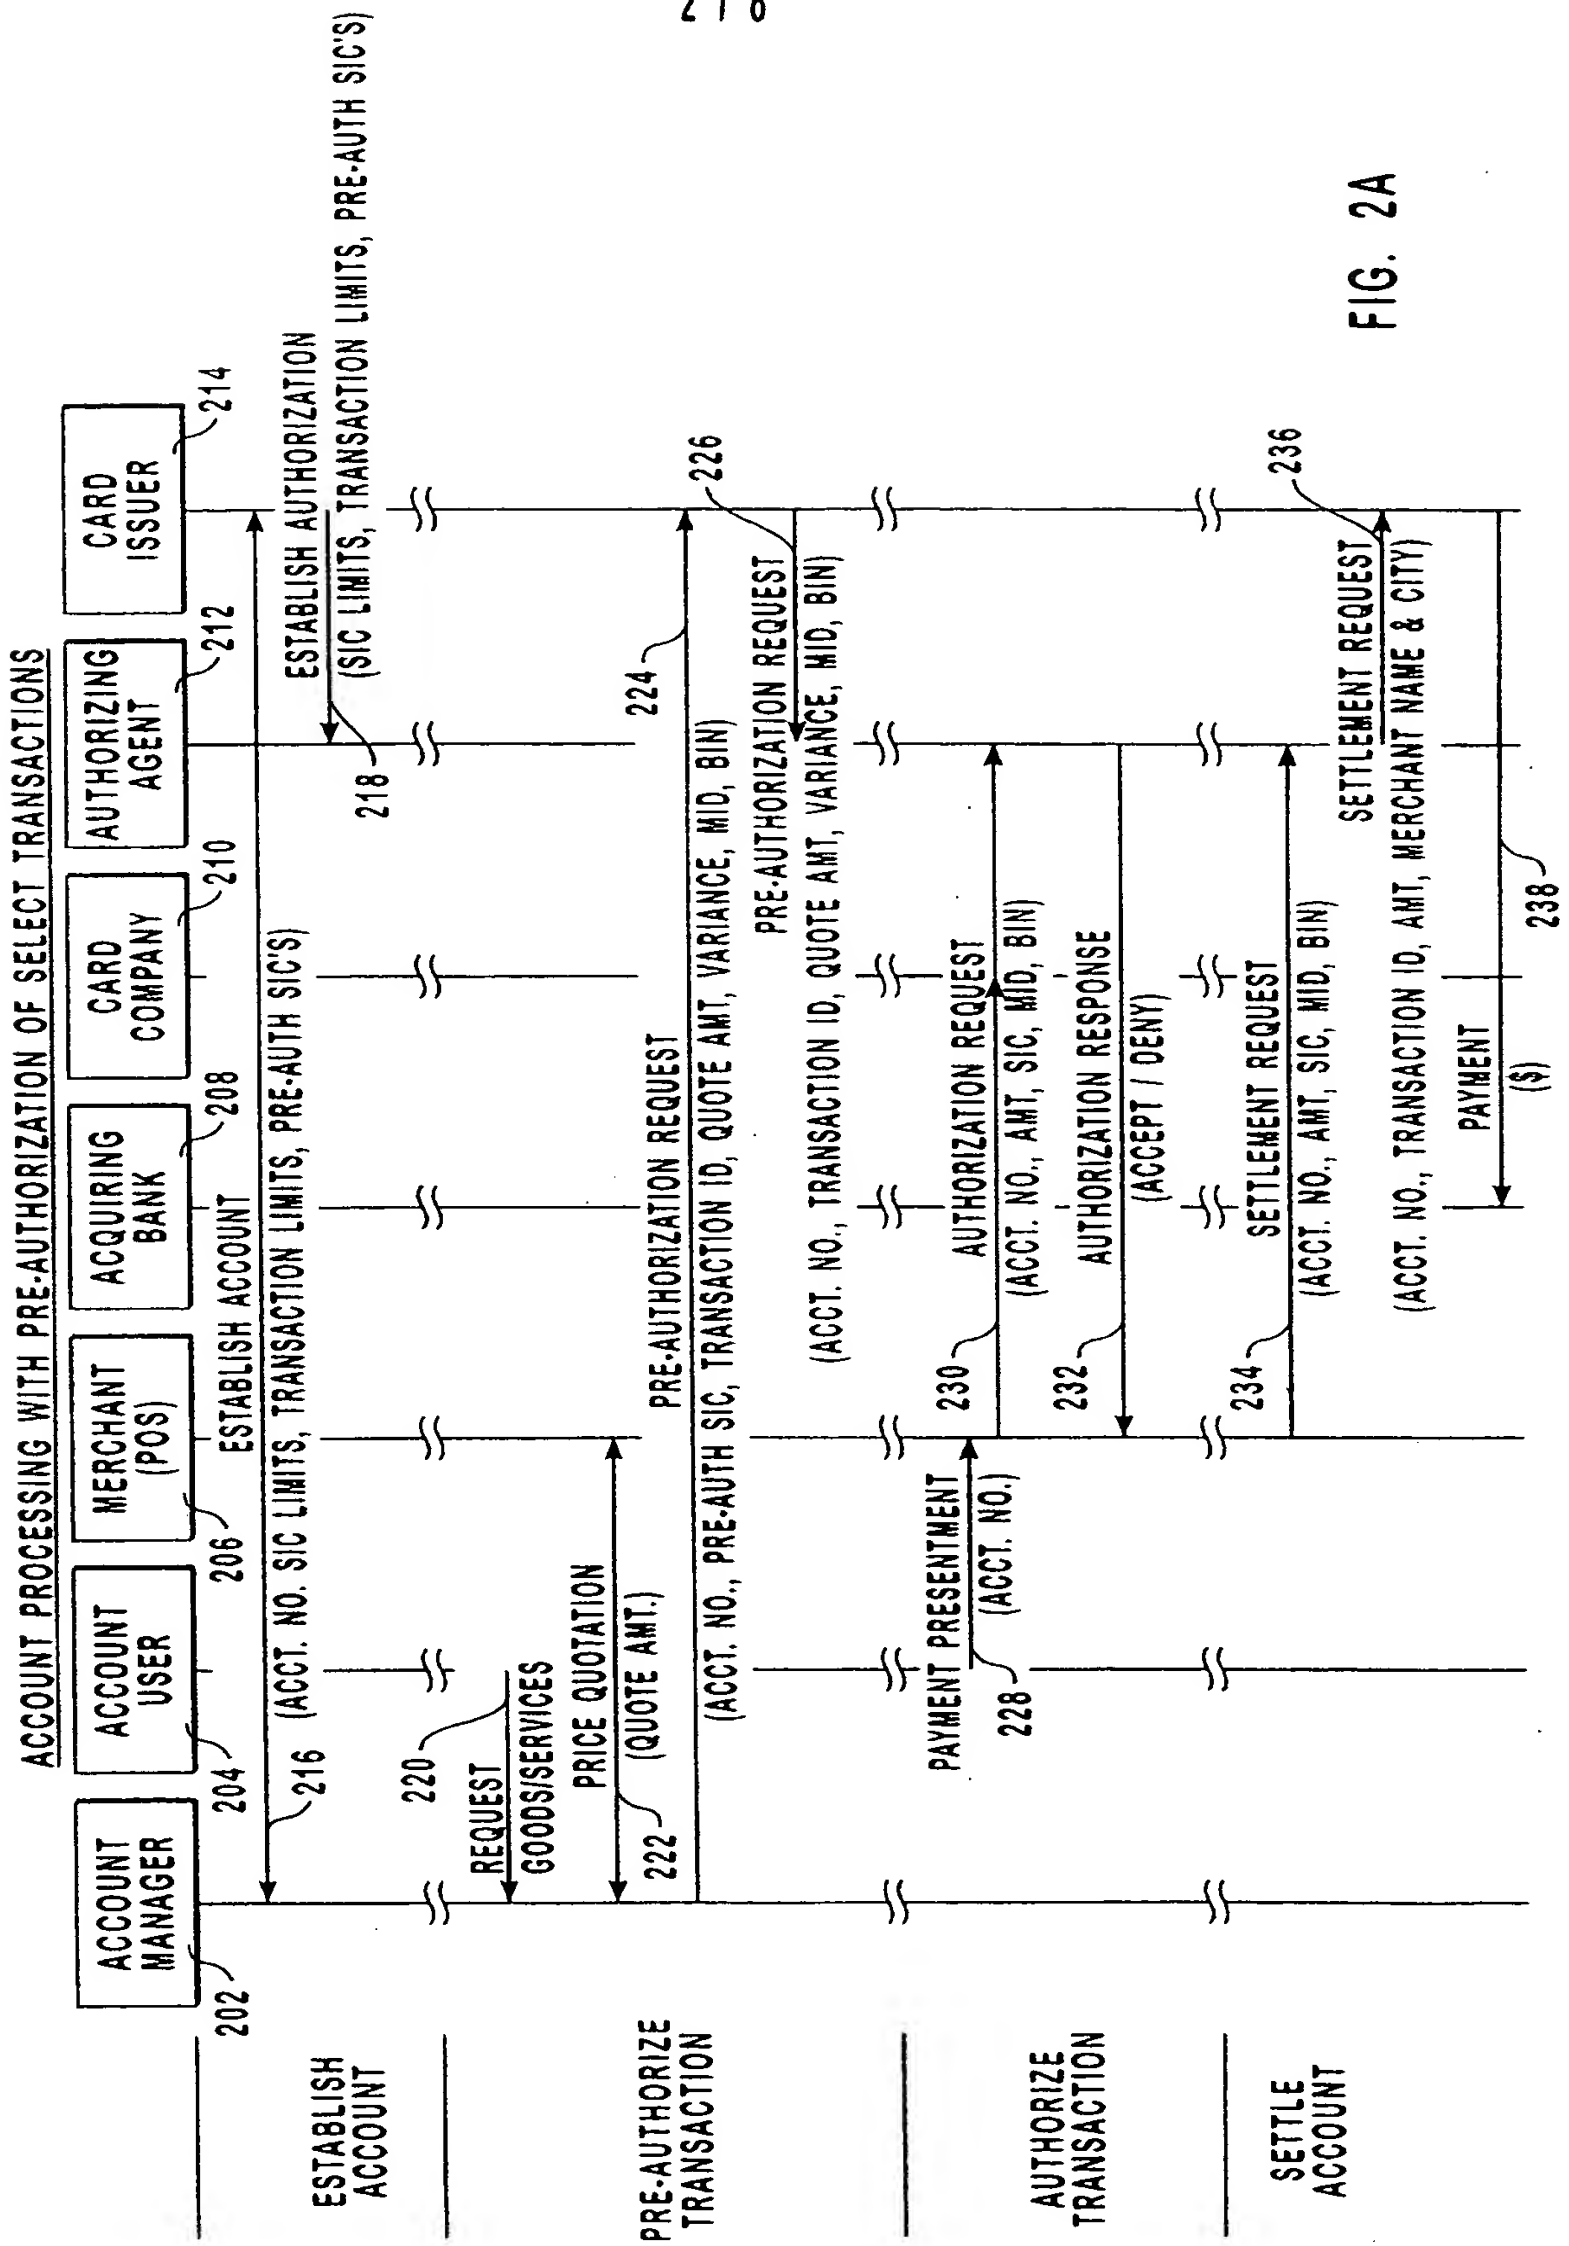 2 / 8
ACCOUNT PROCESSING WITH PRE-AUTHORIZATION OF SELECT TRANSACTIONS
ACCOUNT
MANAGER
202
ACCOUNT
USER
204
MERCHANT
(POS)
206
ACQUIRING
BANK
208
CARD
COMPANY
210
AUTHORIZING
AGENT
212
CARD
ISSUER
214
ESTABLISH
ACCOUNT
ESTABLISH ACCOUNT
216
(ACCT. NO. SIC LIMITS, TRANSACTION LIMITS, PRE-AUTH SIC'S)
ESTABLISH AUTHORIZATION
218
(SIC LIMITS, TRANSACTION LIMITS, PRE-AUTH SIC'S)
PRE-AUTHORIZE
TRANSACTION
220
REQUEST
GOODS/SERVICES
PRICE QUOTATION
(QUOTE AMT.)
222
PRE-AUTHORIZATION REQUEST
224
(ACCT. NO., PRE-AUTH SIC, TRANSACTION ID, QUOTE AMT, VARIANCE, MID, BIN)
226
PRE-AUTHORIZATION REQUEST
(ACCT. NO., TRANSACTION ID, QUOTE AMT, VARIANCE, MID, BIN)
AUTHORIZE
TRANSACTION
PAYMENT PRESENTMENT
(ACCT. NO.)
228
230
AUTHORIZATION REQUEST
(ACCT. NO., AMT, SIC, MID, BIN)
232
AUTHORIZATION RESPONSE
(ACCEPT / DENY)
SETTLE
ACCOUNT
234
SETTLEMENT REQUEST
(ACCT. NO., AMT, SIC, MID, BIN)
236
SETTLEMENT REQUEST
(ACCT. NO., TRANSACTION ID, AMT, MERCHANT NAME & CITY)
PAYMENT
($)
238
FIG. 2A